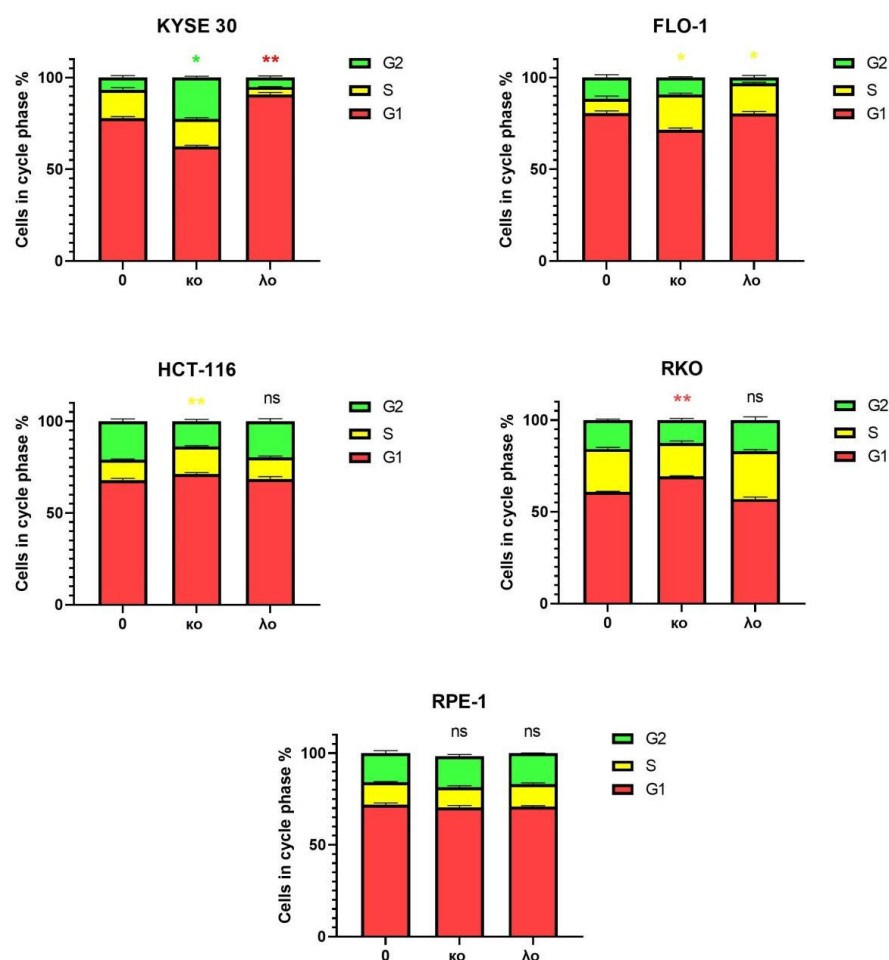 KYSE 30
* **
Cells in cycle phase %
100
50
0
0 κο λο
G2
S
G1
FLO-1
* *
Cells in cycle phase %
100
50
0
0 κο λο
G2
S
G1
HCT-116
** ns
Cells in cycle phase %
100
50
0
0 κο λο
G2
S
G1
RKO
** ns
Cells in cycle phase %
100
50
0
0 κο λο
G2
S
G1
RPE-1
ns ns
Cells in cycle phase %
100
50
0
0 κο λο
G2
S
G1